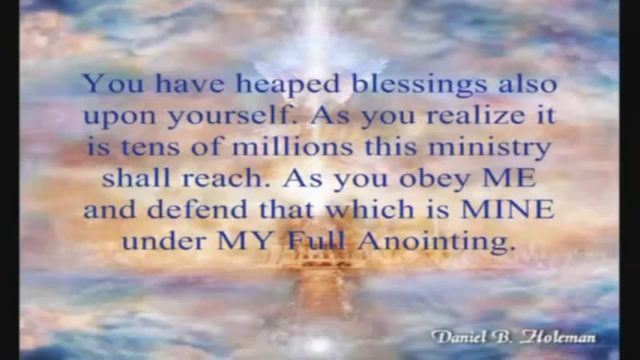 You have heaped blessings also
upon yourself. As you realize it
is tens of millions this ministry
shall reach. As you obey ME
and defend that which is MINE
under MY Full Anointing.
Daniel B. Holeman